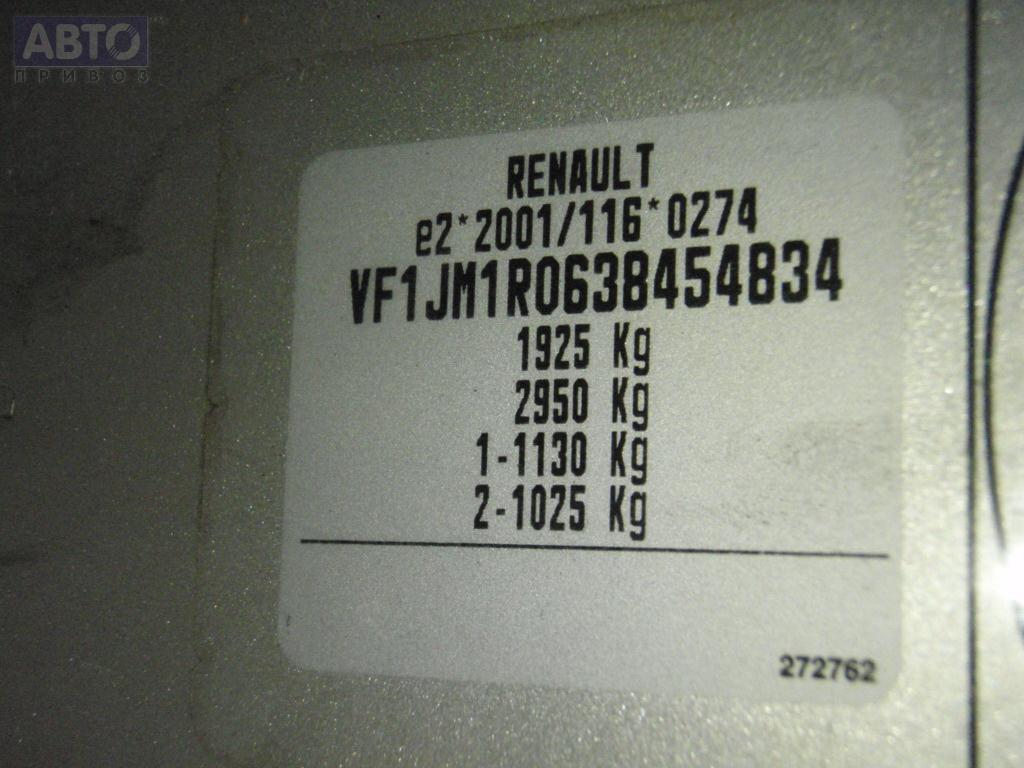 АВТО
ПРИВОЗ
RENAULT
e2*2001/116*0274
VF1JM1R0638454834
1925 Kg
2950 Kg
1-1130 Kg
2-1025 Kg
272762